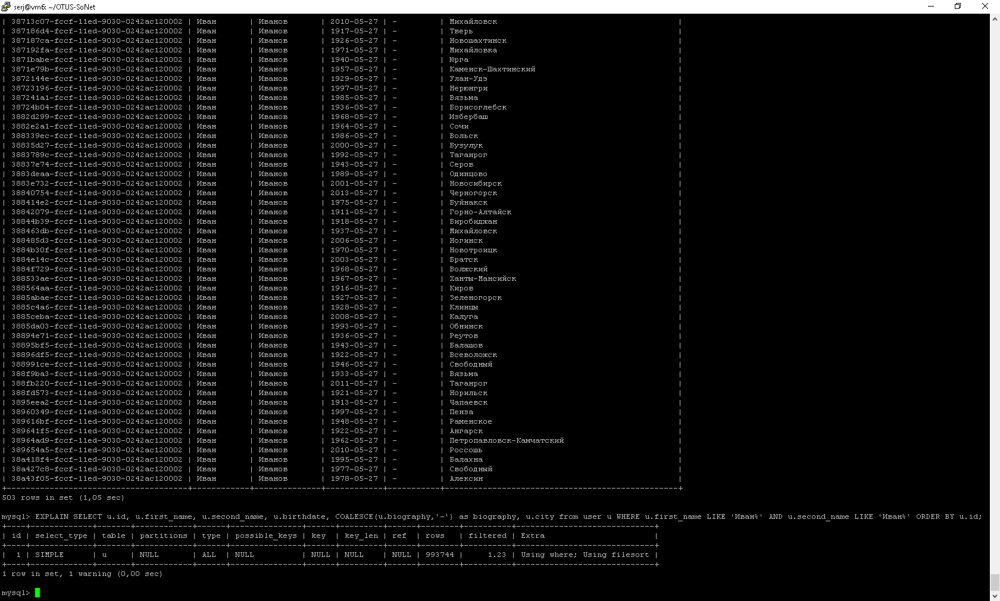 serj@vm6: ~/OTUS-SoNet
| 38713c07-fccf-11ed-9030-0242ac120002 | Иван | Иванов | 2010-05-27 | - | Михайловск |
| 387186d4-fccf-11ed-9030-0242ac120002 | Иван | Иванов | 1917-05-27 | - | Тверь |
| 387187ca-fccf-11ed-9030-0242ac120002 | Иван | Иванов | 1926-05-27 | - | Новошахтинск |
| 387192fa-fccf-11ed-9030-0242ac120002 | Иван | Иванов | 1971-05-27 | - | Михайловка |
| 3871babe-fccf-11ed-9030-0242ac120002 | Иван | Иванов | 1940-05-27 | - | Юрга |
| 3871e79b-fccf-11ed-9030-0242ac120002 | Иван | Иванов | 1957-05-27 | - | Каменск-Шахтинский |
| 3872144e-fccf-11ed-9030-0242ac120002 | Иван | Иванов | 1929-05-27 | - | Улан-Удэ |
| 38723196-fccf-11ed-9030-0242ac120002 | Иван | Иванов | 1997-05-27 | - | Нерюнгри |
| 387241a1-fccf-11ed-9030-0242ac120002 | Иван | Иванов | 1985-05-27 | - | Вязьма |
| 38724b04-fccf-11ed-9030-0242ac120002 | Иван | Иванов | 1936-05-27 | - | Борисоглебск |
| 3882d299-fccf-11ed-9030-0242ac120002 | Иван | Иванов | 1968-05-27 | - | Избербаш |
| 3882e2a1-fccf-11ed-9030-0242ac120002 | Иван | Иванов | 1964-05-27 | - | Сочи |
| 388339ec-fccf-11ed-9030-0242ac120002 | Иван | Иванов | 1986-05-27 | - | Вольск |
| 38835d27-fccf-11ed-9030-0242ac120002 | Иван | Иванов | 2000-05-27 | - | Бузулук |
| 3883789c-fccf-11ed-9030-0242ac120002 | Иван | Иванов | 1992-05-27 | - | Таганрог |
| 38837e74-fccf-11ed-9030-0242ac120002 | Иван | Иванов | 1943-05-27 | - | Серов |
| 3883deaa-fccf-11ed-9030-0242ac120002 | Иван | Иванов | 1989-05-27 | - | Одинцово |
| 3883e732-fccf-11ed-9030-0242ac120002 | Иван | Иванов | 2001-05-27 | - | Новосибирск |
| 38840754-fccf-11ed-9030-0242ac120002 | Иван | Иванов | 2013-05-27 | - | Черногорск |
| 388414e2-fccf-11ed-9030-0242ac120002 | Иван | Иванов | 1975-05-27 | - | Буйнакск |
| 38842079-fccf-11ed-9030-0242ac120002 | Иван | Иванов | 1911-05-27 | - | Горно-Алтайск |
| 38844b39-fccf-11ed-9030-0242ac120002 | Иван | Иванов | 1918-05-27 | - | Биробиджан |
| 388463db-fccf-11ed-9030-0242ac120002 | Иван | Иванов | 1937-05-27 | - | Михайловск |
| 388485d3-fccf-11ed-9030-0242ac120002 | Иван | Иванов | 2006-05-27 | - | Ногинск |
| 3884b30f-fccf-11ed-9030-0242ac120002 | Иван | Иванов | 1970-05-27 | - | Новотроицк |
| 3884e14c-fccf-11ed-9030-0242ac120002 | Иван | Иванов | 2003-05-27 | - | Братск |
| 3884f729-fccf-11ed-9030-0242ac120002 | Иван | Иванов | 1968-05-27 | - | Волжский |
| 388533ae-fccf-11ed-9030-0242ac120002 | Иван | Иванов | 1967-05-27 | - | Ханты-Мансийск |
| 388564aa-fccf-11ed-9030-0242ac120002 | Иван | Иванов | 1916-05-27 | - | Киров |
| 3885abae-fccf-11ed-9030-0242ac120002 | Иван | Иванов | 1927-05-27 | - | Зеленогорск |
| 3885c4a6-fccf-11ed-9030-0242ac120002 | Иван | Иванов | 1928-05-27 | - | Клинцы |
| 3885ceba-fccf-11ed-9030-0242ac120002 | Иван | Иванов | 2008-05-27 | - | Калуга |
| 3885da03-fccf-11ed-9030-0242ac120002 | Иван | Иванов | 1993-05-27 | - | Обнинск |
| 38894e71-fccf-11ed-9030-0242ac120002 | Иван | Иванов | 1936-05-27 | - | Реутов |
| 38895bf5-fccf-11ed-9030-0242ac120002 | Иван | Иванов | 1943-05-27 | - | Балашов |
| 38896df5-fccf-11ed-9030-0242ac120002 | Иван | Иванов | 1922-05-27 | - | Всеволожск |
| 388991ce-fccf-11ed-9030-0242ac120002 | Иван | Иванов | 1946-05-27 | - | Свободный |
| 388f9ba3-fccf-11ed-9030-0242ac120002 | Иван | Иванов | 1933-05-27 | - | Вязьма |
| 388fb220-fccf-11ed-9030-0242ac120002 | Иван | Иванов | 2011-05-27 | - | Таганрог |
| 388fd573-fccf-11ed-9030-0242ac120002 | Иван | Иванов | 1921-05-27 | - | Норильск |
| 3895eea2-fccf-11ed-9030-0242ac120002 | Иван | Иванов | 1913-05-27 | - | Чапаевск |
| 38960349-fccf-11ed-9030-0242ac120002 | Иван | Иванов | 1997-05-27 | - | Пенза |
| 389616bf-fccf-11ed-9030-0242ac120002 | Иван | Иванов | 1948-05-27 | - | Раменское |
| 389641f5-fccf-11ed-9030-0242ac120002 | Иван | Иванов | 1922-05-27 | - | Ангарск |
| 38964ad9-fccf-11ed-9030-0242ac120002 | Иван | Иванов | 1962-05-27 | - | Петропавловск-Камчатский |
| 389654a5-fccf-11ed-9030-0242ac120002 | Иван | Иванов | 2010-05-27 | - | Россошь |
| 38a418f4-fccf-11ed-9030-0242ac120002 | Иван | Иванов | 1995-05-27 | - | Балахна |
| 38a427c8-fccf-11ed-9030-0242ac120002 | Иван | Иванов | 1977-05-27 | - | Свободный |
| 38a43f05-fccf-11ed-9030-0242ac120002 | Иван | Иванов | 1978-05-27 | - | Алексин |
503 rows in set (1,05 sec)
mysql> EXPLAIN SELECT u.id, u.first_name, u.second_name, u.birthdate, COALESCE(u.biography,'-') as biography, u.city from user u WHERE u.first_name LIKE 'Иван%' AND u.second_name LIKE 'Иван%' ORDER BY u.id;
| id | select_type | table | partitions | type | possible_keys | key | key_len | ref | rows | filtered | Extra |
| 1 | SIMPLE | u | NULL | ALL | NULL | NULL | NULL | NULL | 993744 | 1.23 | Using where; Using filesort |
1 row in set, 1 warning (0,00 sec)
mysql>